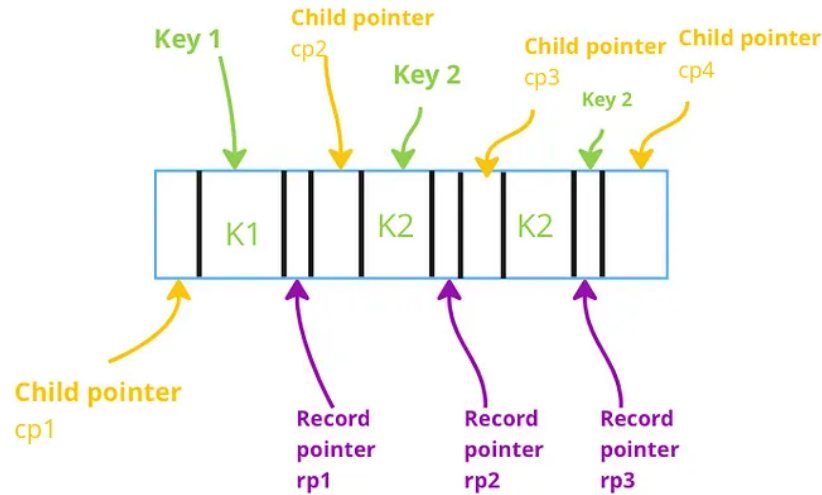 Key 1
Child pointer
cp2
Key 2
Child pointer
cp3
Child pointer
cp4
Key 2
K1
K2
K2
Child pointer
cp1
Record
pointer
rp1
Record
pointer
rp2
Record
pointer
rp3